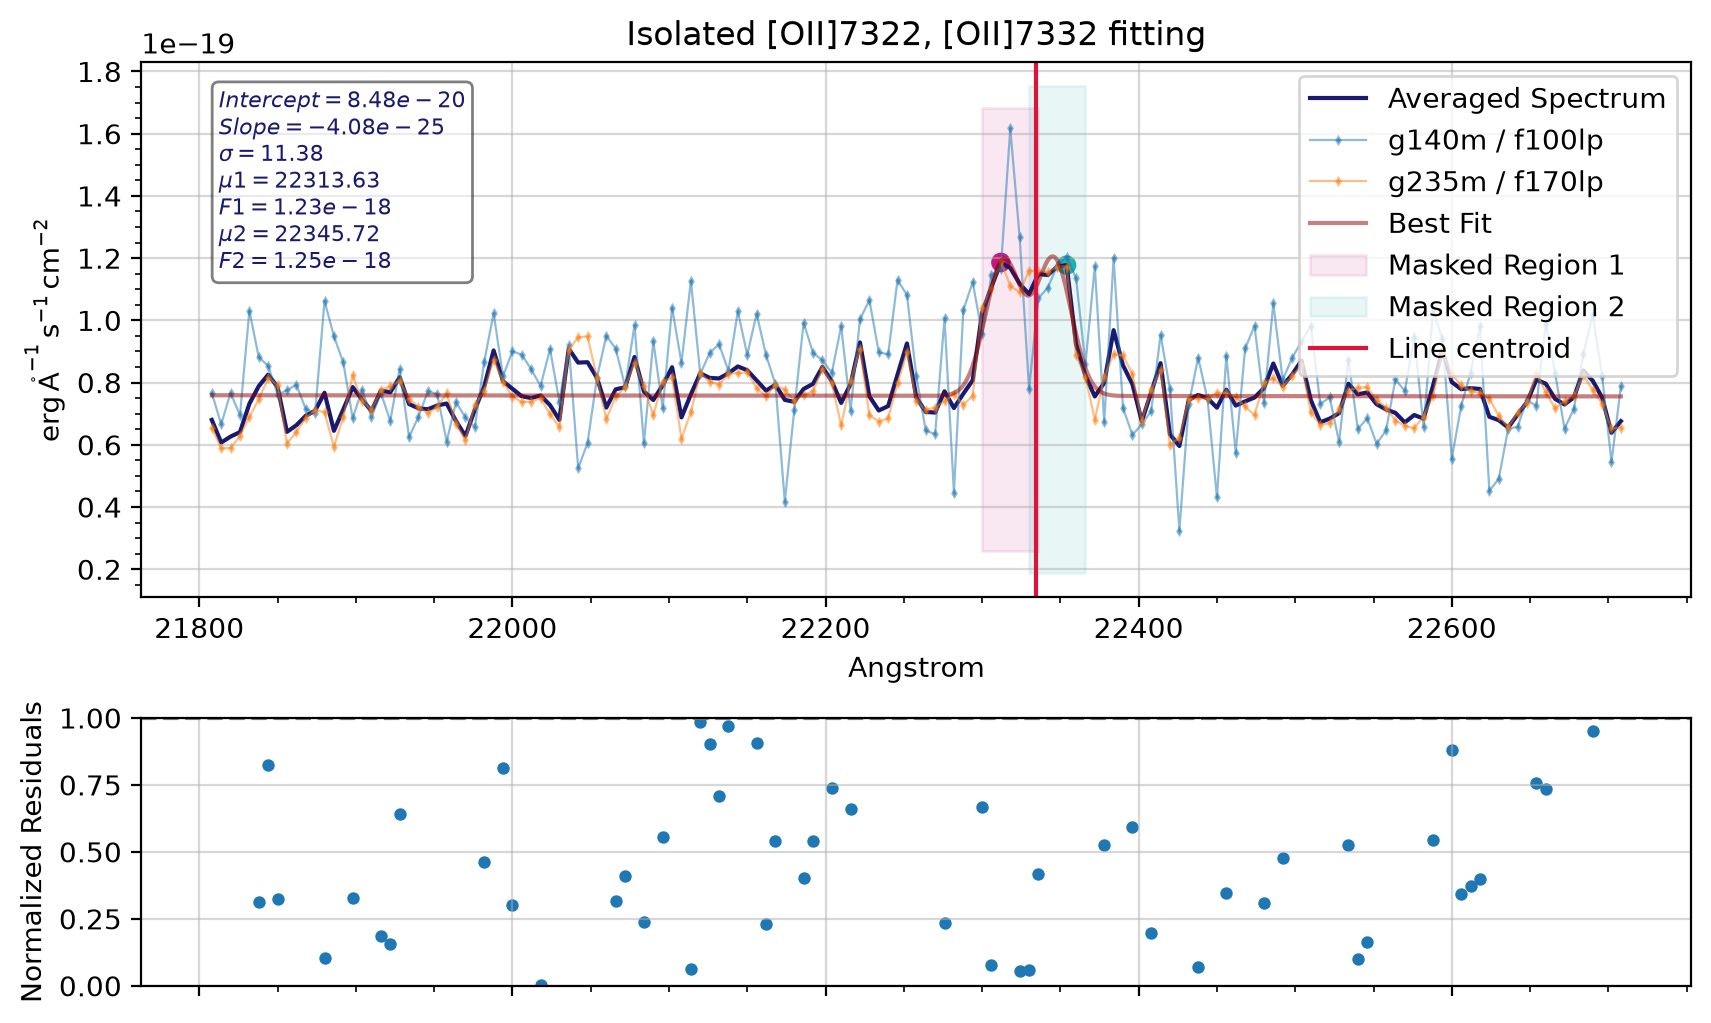 Isolated [OII]7322, [OII]7332 fitting
1e−19
Intercept = 8.48e − 20
Slope = −4.08e − 25
σ = 11.38
μ1 = 22313.63
F1 = 1.23e − 18
μ2 = 22345.72
F2 = 1.25e − 18
Averaged Spectrum
g140m / f100lp
g235m / f170lp
Best Fit
Masked Region 1
Masked Region 2
Line centroid
erg Å⁻¹ s⁻¹ cm⁻²
1.8
1.6
1.4
1.2
1.0
0.8
0.6
0.4
0.2
21800 22000 22200 22400 22600
Angstrom
Normalized Residuals
1.00
0.75
0.50
0.25
0.00